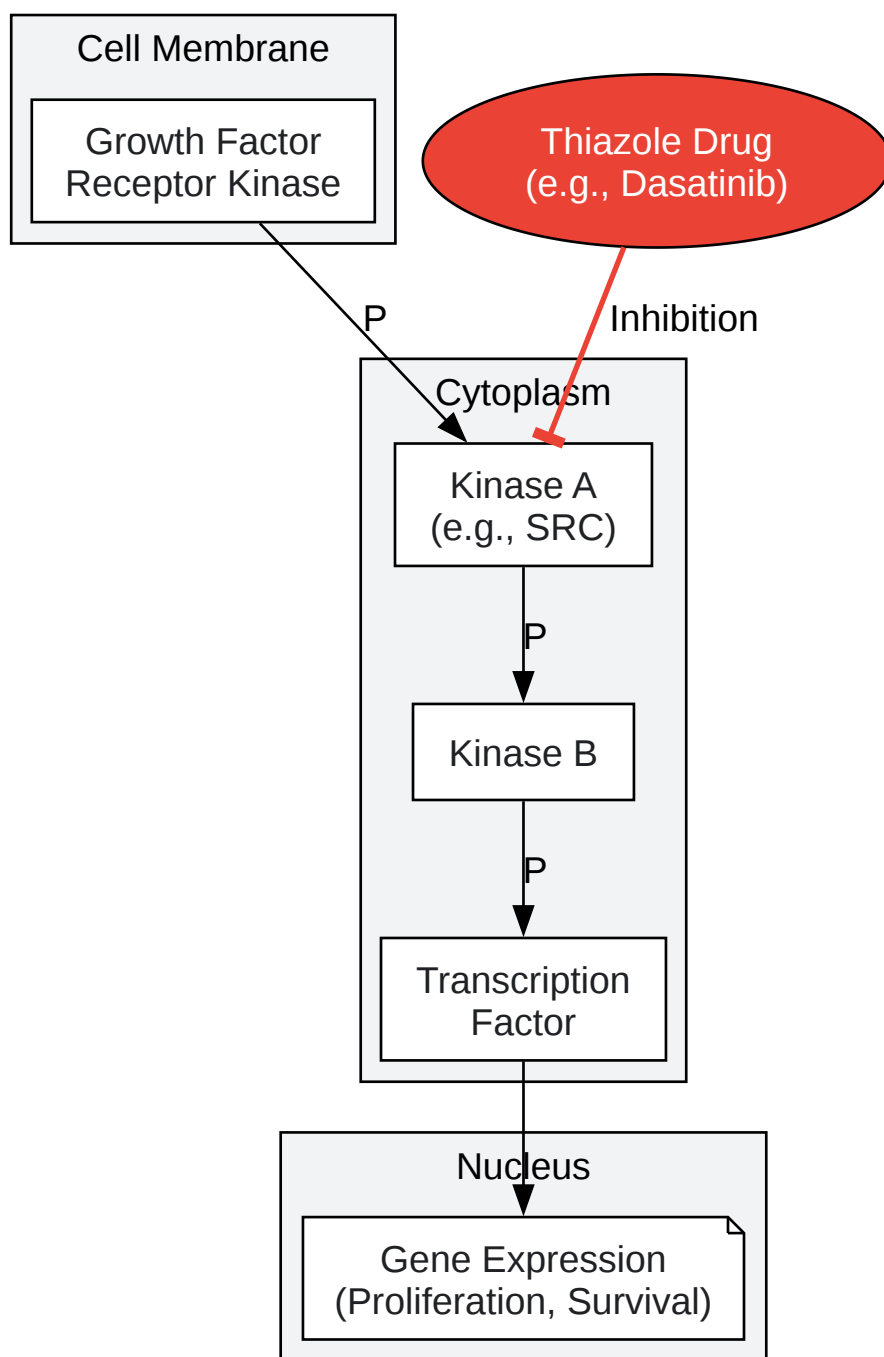 Cell Membrane
Growth Factor
Receptor Kinase
Thiazole Drug
(e.g., Dasatinib)
P
Inhibition
Cytoplasm
Kinase A
(e.g., SRC)
P
Kinase B
P
Transcription
Factor
Nucleus
Gene Expression
(Proliferation, Survival)